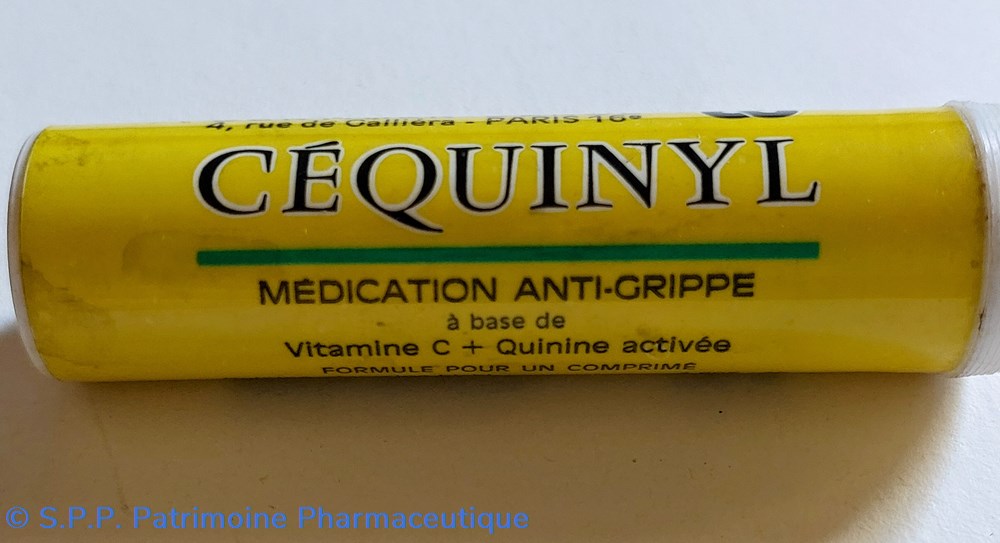 4, rue de Galliéra - PARIS 16e
CÉQUINYL
MÉDICATION ANTI-GRIPPE
à base de
Vitamine C + Quinine activée
FORMULE POUR UN COMPRIMÉ
© S.P.P. Patrimoine Pharmaceutique